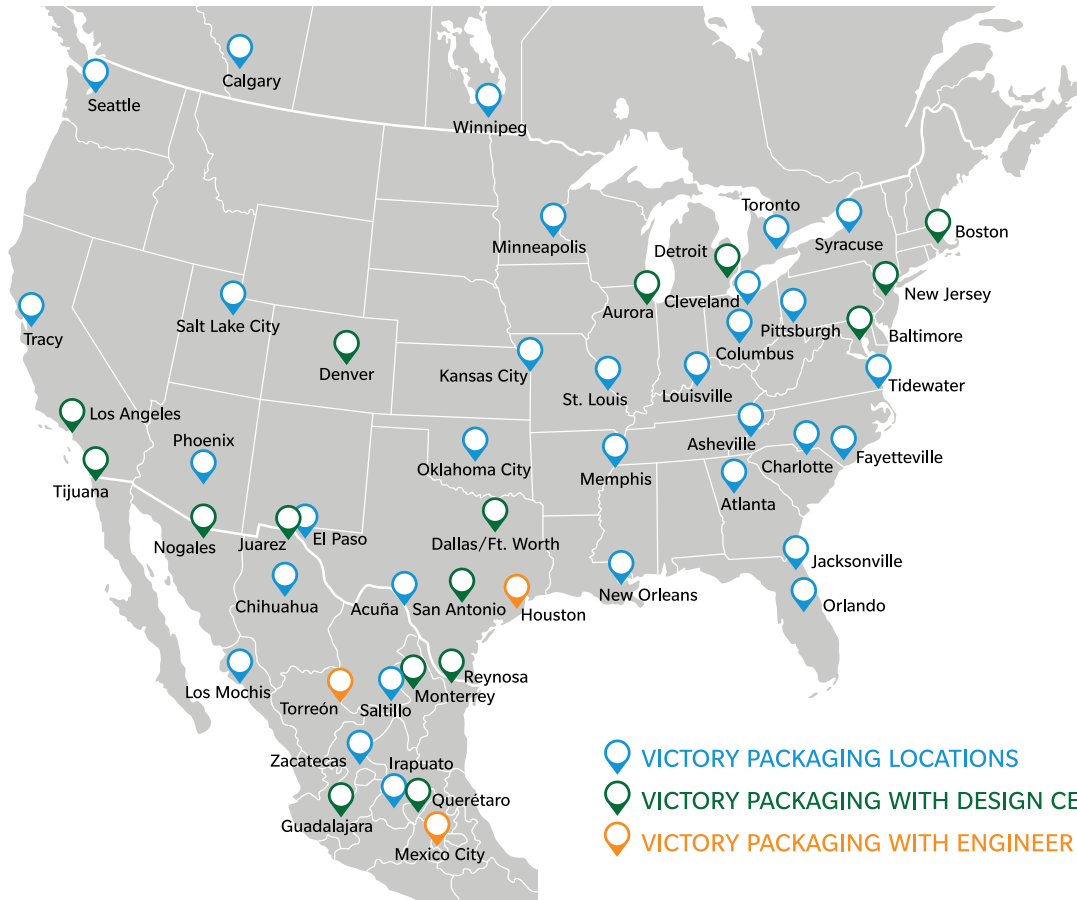 Calgary
Seattle
Winnipeg
Toronto
Minneapolis
Syracuse
Boston
Detroit
Aurora
Cleveland
New Jersey
Tracy
Salt Lake City
Pittsburgh
Baltimore
Columbus
Denver
Kansas City
St. Louis
Louisville
Tidewater
Los Angeles
Phoenix
Asheville
Oklahoma City
Memphis
Charlotte
Fayetteville
Tijuana
Atlanta
Nogales
Juarez
El Paso
Dallas/Ft. Worth
Jacksonville
Chihuahua
Acuña
San Antonio
Houston
New Orleans
Orlando
Los Mochis
Torreón
Saltillo
Monterrey
Reynosa
Zacatecas
Irapuato
Querétaro
Guadalajara
Mexico City
VICTORY PACKAGING LOCATIONS
VICTORY PACKAGING WITH DESIGN CE
VICTORY PACKAGING WITH ENGINEER